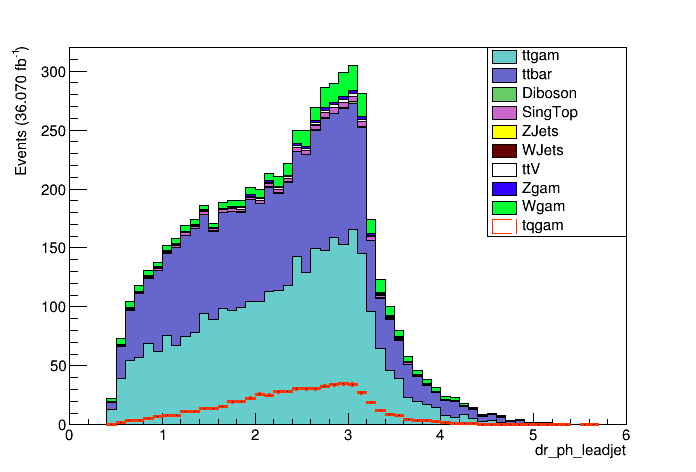 Events (36.070 fb⁻¹)
300
250
200
150
100
50
0
0 1 2 3 4 5 6
dr_ph_leadjet
ttgam
ttbar
Diboson
SingTop
ZJets
WJets
ttV
Zgam
Wgam
tqgam